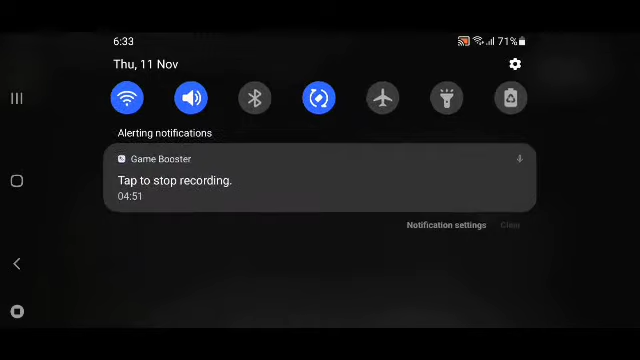 6:33
71%
Thu, 11 Nov
Alerting notifications
Game Booster
Tap to stop recording.
04:51
Notification settings
Clear